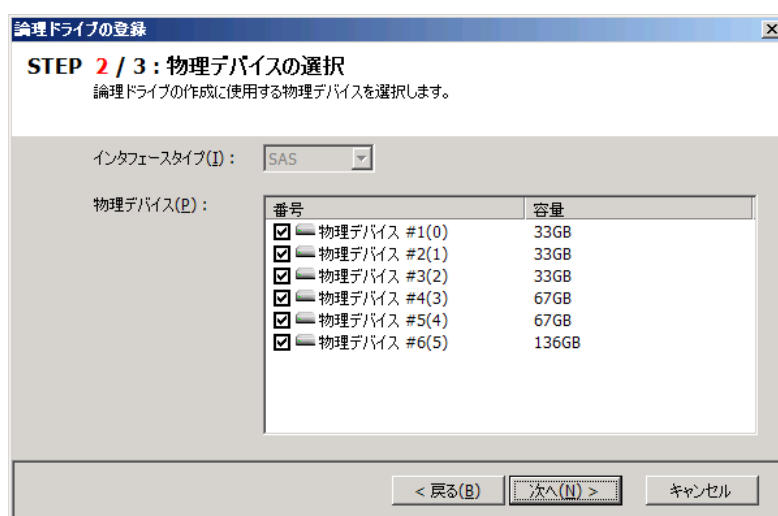 論理ドライブの登録
STEP 2 / 3 : 物理デバイスの選択
論理ドライブの作成に使用する物理デバイスを選択します。
インタフェースタイプ(I) : SAS
物理デバイス(P) :
番号 容量
物理デバイス #1(0) 33GB
物理デバイス #2(1) 33GB
物理デバイス #3(2) 33GB
物理デバイス #4(3) 67GB
物理デバイス #5(4) 67GB
物理デバイス #6(5) 136GB
< 戻る(B) 次へ(N) > キャンセル